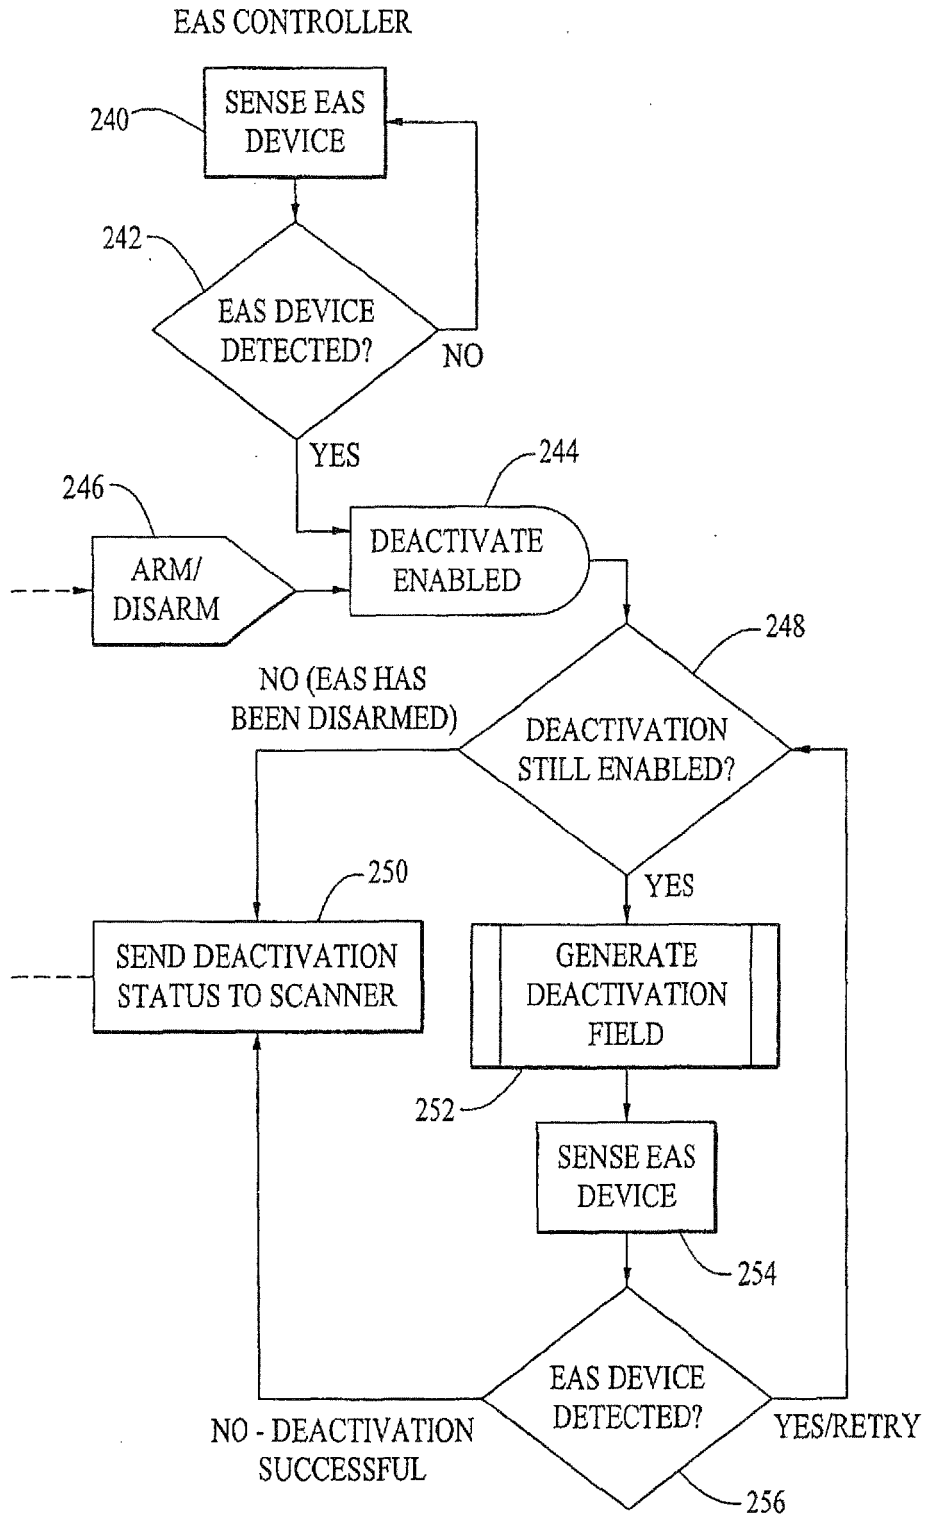 EAS CONTROLLER
240
SENSE EAS
DEVICE
242
EAS DEVICE
DETECTED?
NO
YES
244
246
DEACTIVATE
ENABLED
ARM/
DISARM
248
NO (EAS HAS
BEEN DISARMED)
DEACTIVATION
STILL ENABLED?
250
YES
SEND DEACTIVATION
STATUS TO SCANNER
GENERATE
DEACTIVATION
FIELD
252
SENSE EAS
DEVICE
254
EAS DEVICE
DETECTED?
NO - DEACTIVATION
SUCCESSFUL
YES/RETRY
256